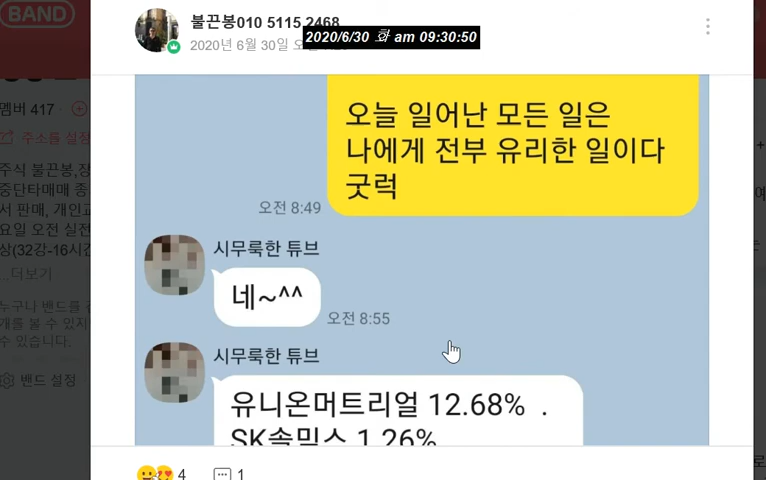 BAND
불끈봉010 5115 2468
2020년 6월 30일 오
2020/6/30 화 am 09:30:50
멤버 417
주소를 설정
주식 불끈봉,장
중단타매매 종
서 판매, 개인교
요일 오전 실전
상(32강-16시간
...더보기
누구나 밴드를 
개를 볼 수 있지
수 있습니다.
밴드 설정
오늘 일어난 모든 일은
나에게 전부 유리한 일이다
굿럭
오전 8:49
시무룩한 튜브
네~^^
오전 8:55
시무룩한 튜브
유니온머트리얼 12.68% .
SK솔믹스 1.26%
4
1